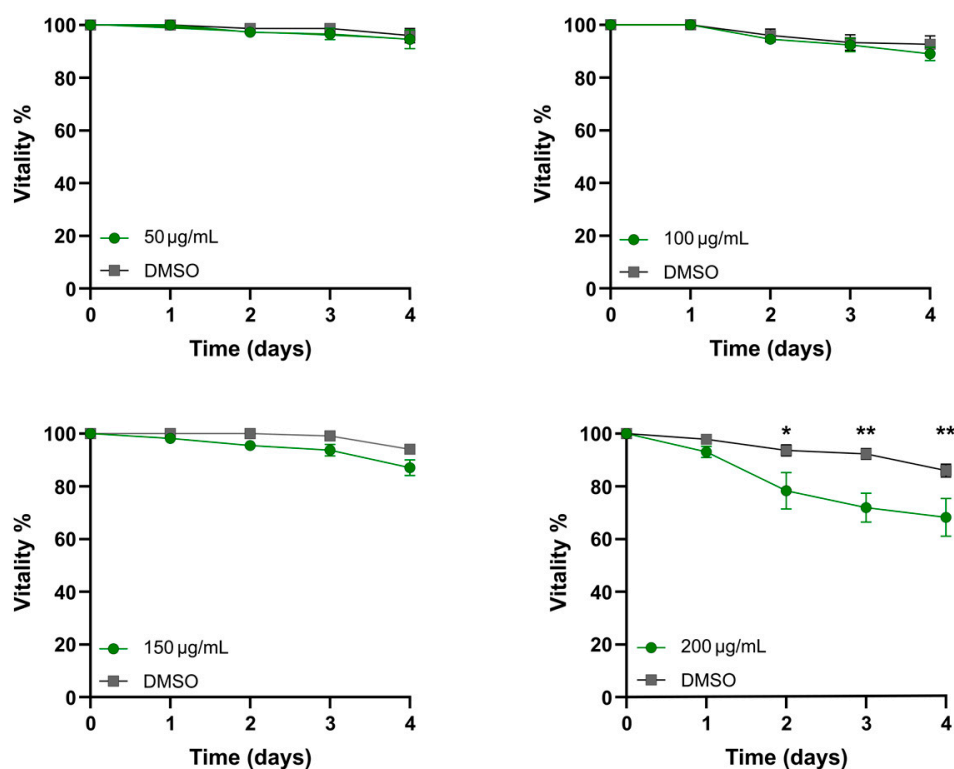 100
80
60
40
20
0
Vitality %
50 µg/mL
DMSO
0 1 2 3 4
Time (days)
100
80
60
40
20
0
Vitality %
100 µg/mL
DMSO
0 1 2 3 4
Time (days)
100
80
60
40
20
0
Vitality %
150 µg/mL
DMSO
0 1 2 3 4
Time (days)
* ** **
100
80
60
40
20
0
Vitality %
200 µg/mL
DMSO
0 1 2 3 4
Time (days)